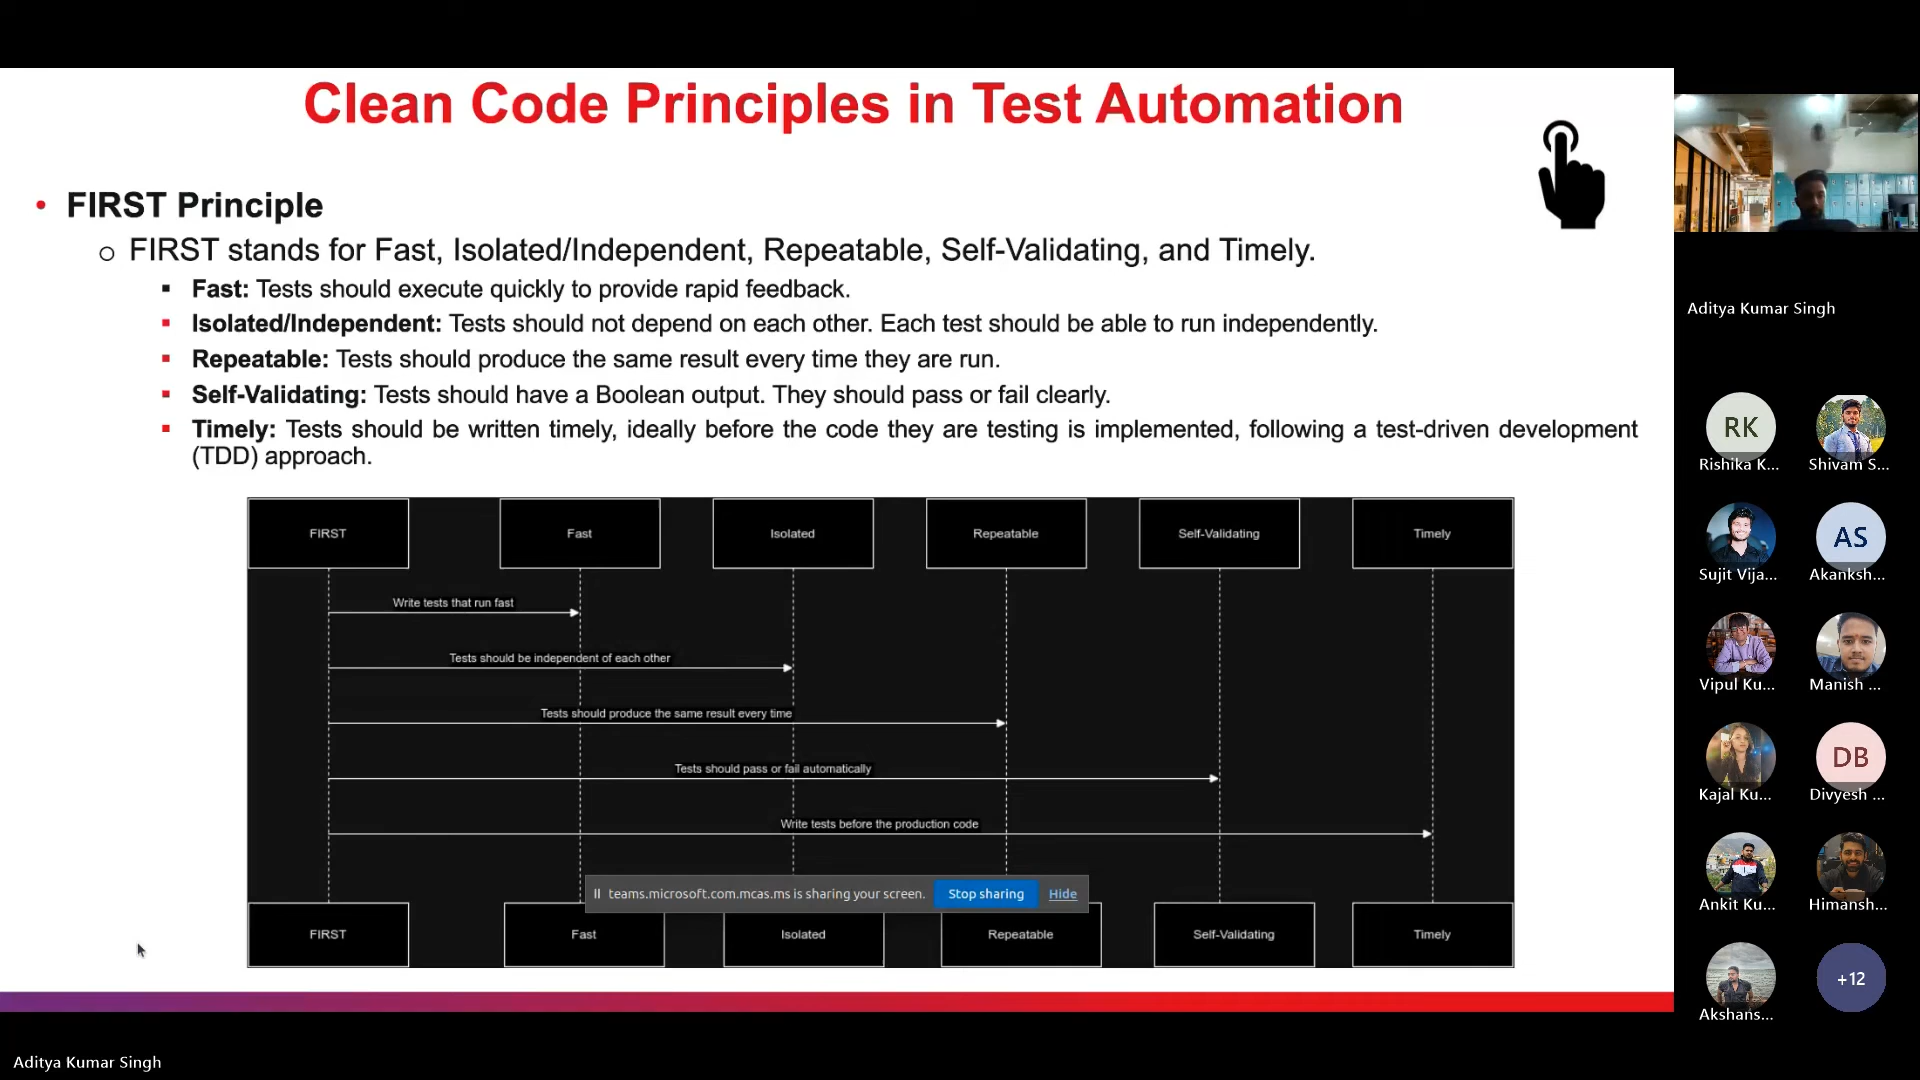 Clean Code Principles in Test Automation
• FIRST Principle
o FIRST stands for Fast, Isolated/Independent, Repeatable, Self-Validating, and Timely.
▪ Fast: Tests should execute quickly to provide rapid feedback.
▪ Isolated/Independent: Tests should not depend on each other. Each test should be able to run independently.
▪ Repeatable: Tests should produce the same result every time they are run.
▪ Self-Validating: Tests should have a Boolean output. They should pass or fail clearly.
▪ Timely: Tests should be written timely, ideally before the code they are testing is implemented, following a test-driven development
(TDD) approach.
FIRST Fast Isolated Repeatable Self-Validating Timely
Write tests that run fast
Tests should be independent of each other
Tests should produce the same result every time
Tests should pass or fail automatically
Write tests before the production code
teams.microsoft.com.mcas.ms is sharing your screen. Stop sharing Hide
FIRST Fast Isolated Repeatable Self-Validating Timely
Aditya Kumar Singh
Aditya Kumar Singh
RK
Rishika K... Shivam S...
AS
Sujit Vija... Akanksh...
Vipul Ku... Manish ...
DB
Kajal Ku... Divyesh ...
Ankit Ku... Himansh...
+12
Akshans...